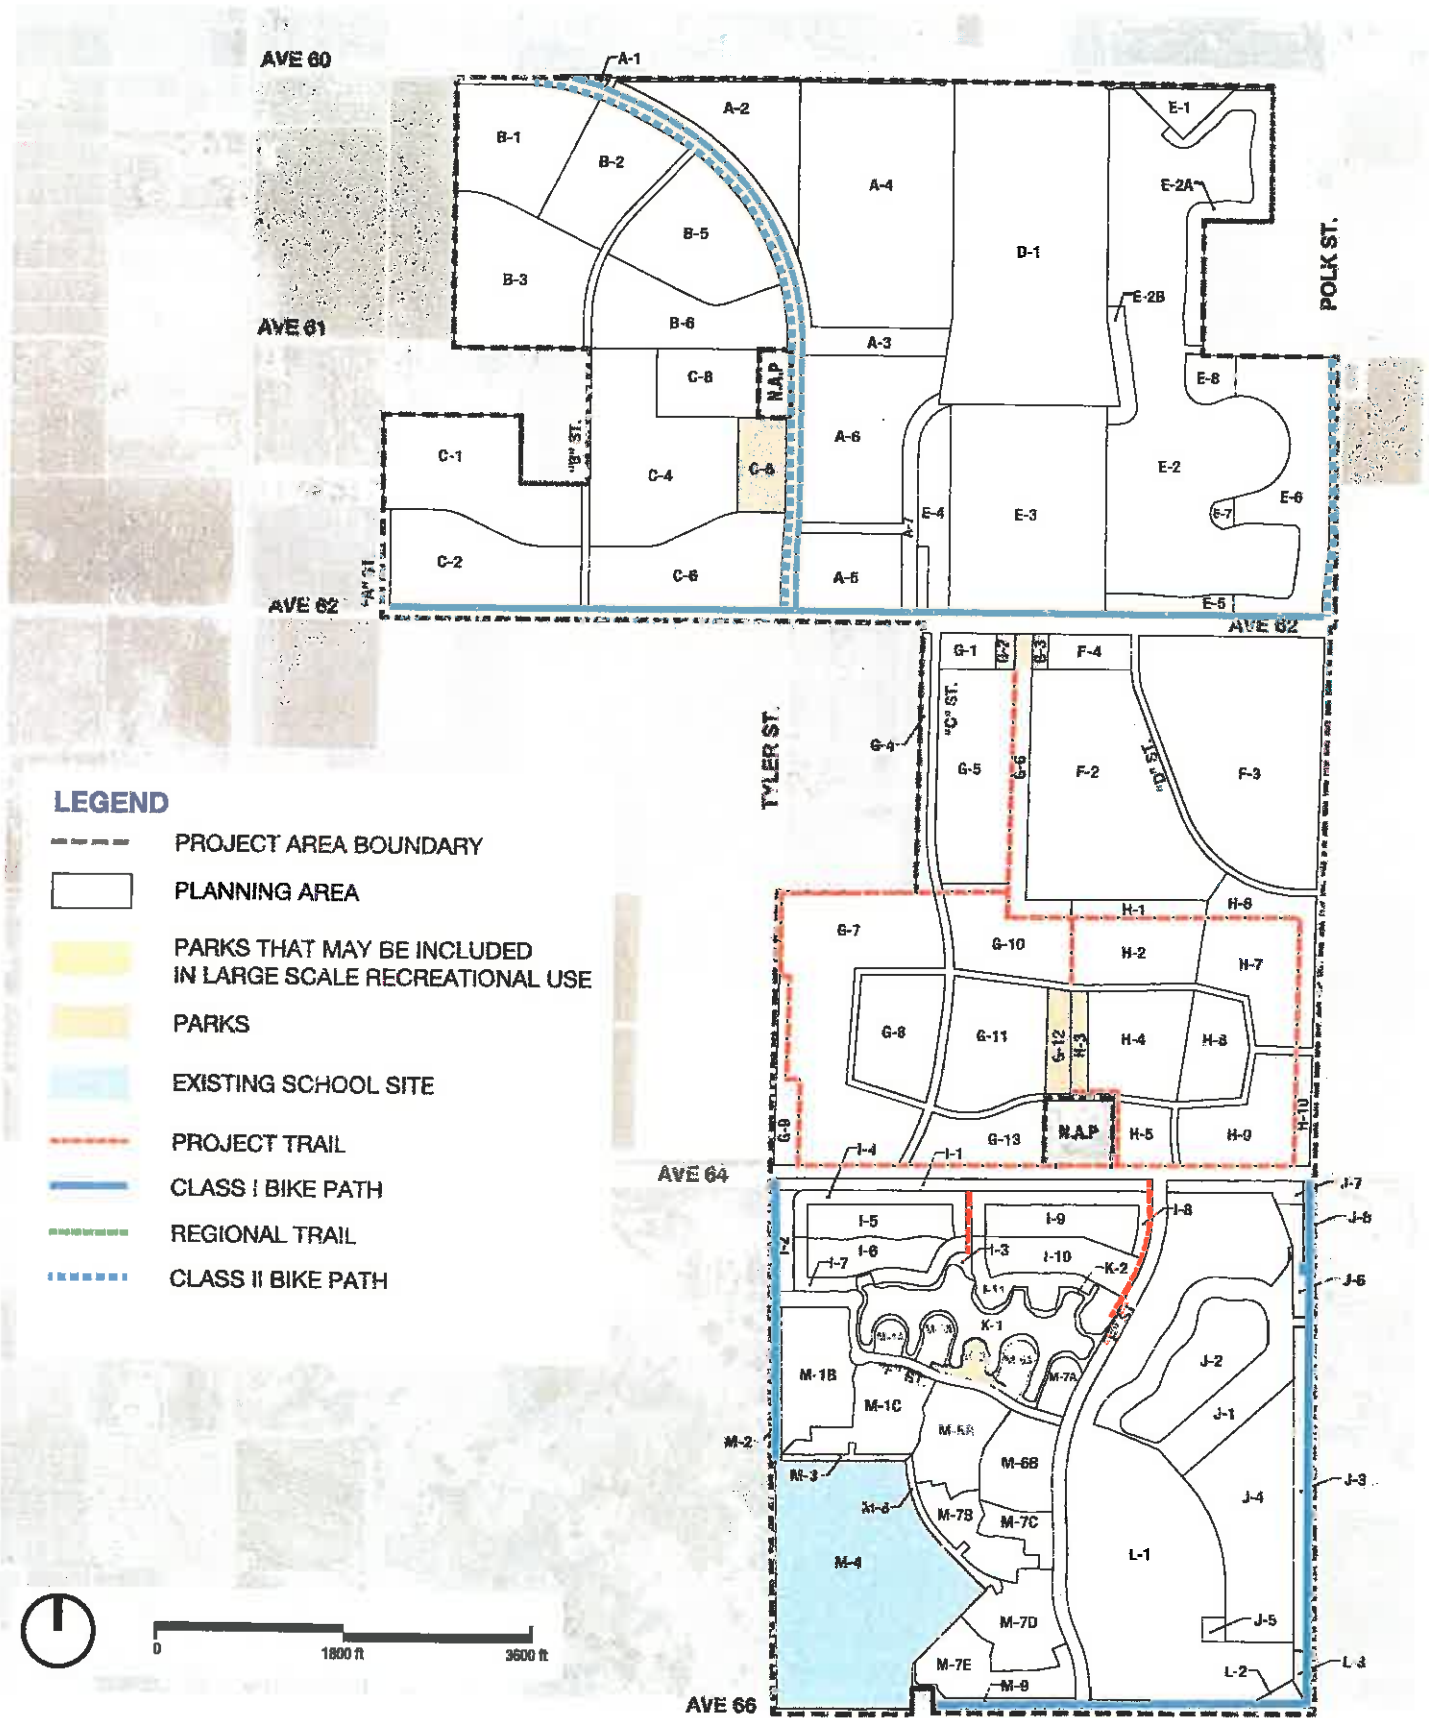 AVE 60
A-1
A-2
E-1
B-1
B-2
A-4
E-2A
B-5
D-1
POLK ST.
B-3
E-2B
B-6
AVE 61
A-3
C-8
N.A.P
E-8
"B" ST.
A-6
C-1
C-4
E-2
E-6
E-7
A-7
E-4
E-3
C-2
C-6
A-5
"A" ST
AVE 62
E-5
AVE 62
G-1
G-2
G-3
F-4
"C" ST.
TYLER ST.
G-4
G-5
G-6
F-2
"D" ST.
F-3
LEGEND
PROJECT AREA BOUNDARY
PLANNING AREA
PARKS THAT MAY BE INCLUDED
IN LARGE SCALE RECREATIONAL USE
PARKS
EXISTING SCHOOL SITE
PROJECT TRAIL
CLASS I BIKE PATH
REGIONAL TRAIL
CLASS II BIKE PATH
H-1
G-7
G-10
H-2
H-7
G-8
G-11
G-12
H-3
H-4
G-9
G-13
N.A.P
H-5
H-9
H-10
AVE 64
I-4
I-1
J-7
I-5
I-9
I-8
I-2
I-6
I-3
I-10
I-7
K-2
J-6
I-11
K-1
J-2
M-1B
M-7A
M-1C
J-1
M-2
M-5B
M-6B
M-3
J-3
J-4
M-7B
M-7C
M-4
L-1
M-7D
J-5
M-7E
L-2
L-3
M-9
AVE 66
0
1800 ft
3600 ft